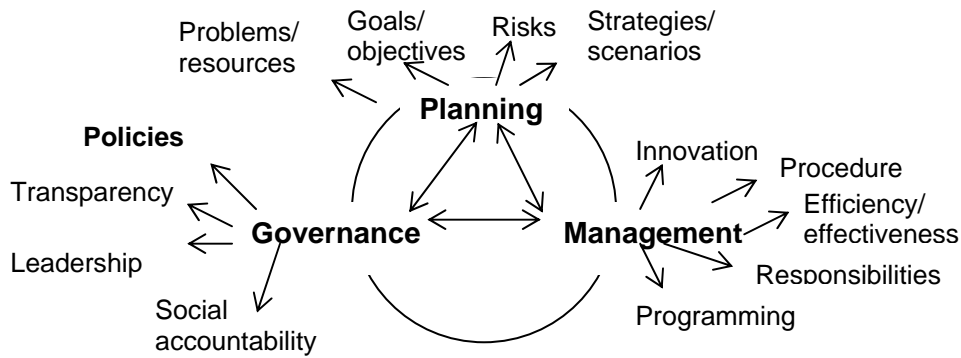 Problems/
resources
Goals/
objectives
Risks
Strategies/
scenarios
Planning
Policies
Transparency
Leadership
Social
accountability
Governance
Management
Innovation
Procedure
Efficiency/
effectiveness
Responsibilities
Programming